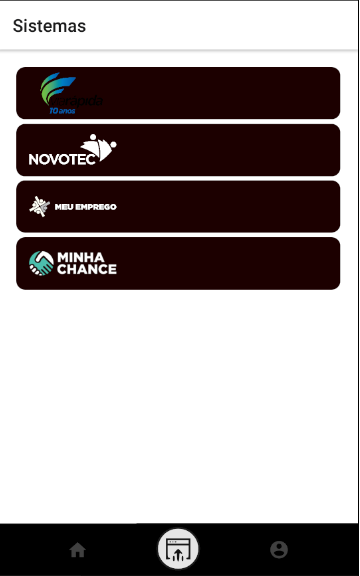 Sistemas
10 anos
NOVOTEC
MEU EMPREGO
MINHA
CHANCE